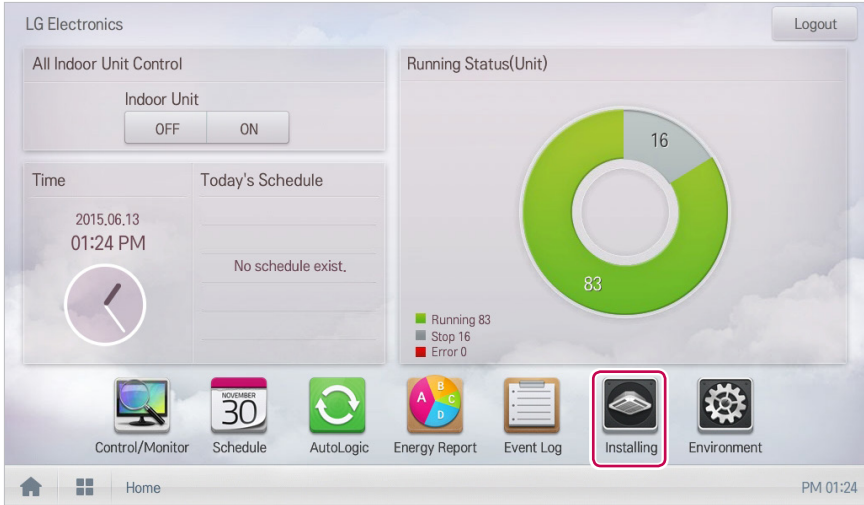 LG Electronics
Logout
All Indoor Unit Control
Indoor Unit
OFF ON
Running Status(Unit)
16
83
Running 83
Stop 16
Error 0
Time
2015.06.13
01:24 PM
Today's Schedule
No schedule exist.
NOVEMBER
30
A B C D
Control/Monitor Schedule AutoLogic Energy Report Event Log Installing Environment
Home
PM 01:24